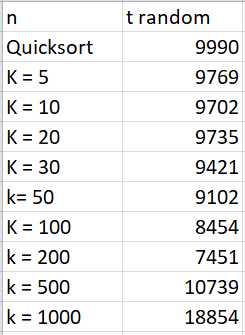 n t random
Quicksort 9990
K = 5 9769
K = 10 9702
K = 20 9735
K = 30 9421
k= 50 9102
K = 100 8454
k = 200 7451
k = 500 10739
k = 1000 18854